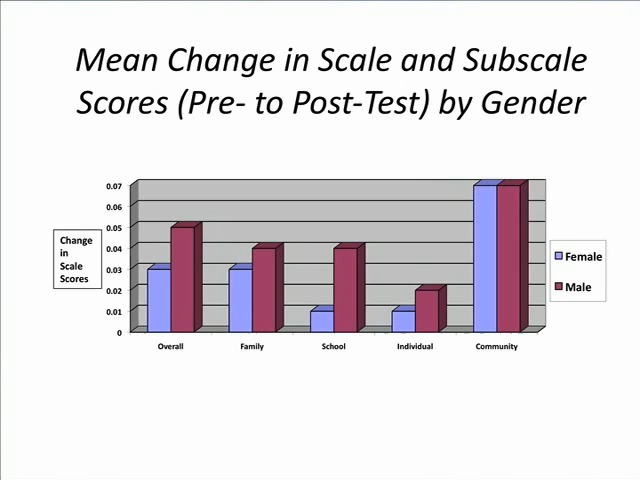 Mean Change in Scale and Subscale
Scores (Pre- to Post-Test) by Gender
0.07
0.06
0.05
0.04
0.03
0.02
0.01
0
Change
in
Scale
Scores
Overall
Family
School
Individual
Community
Female
Male